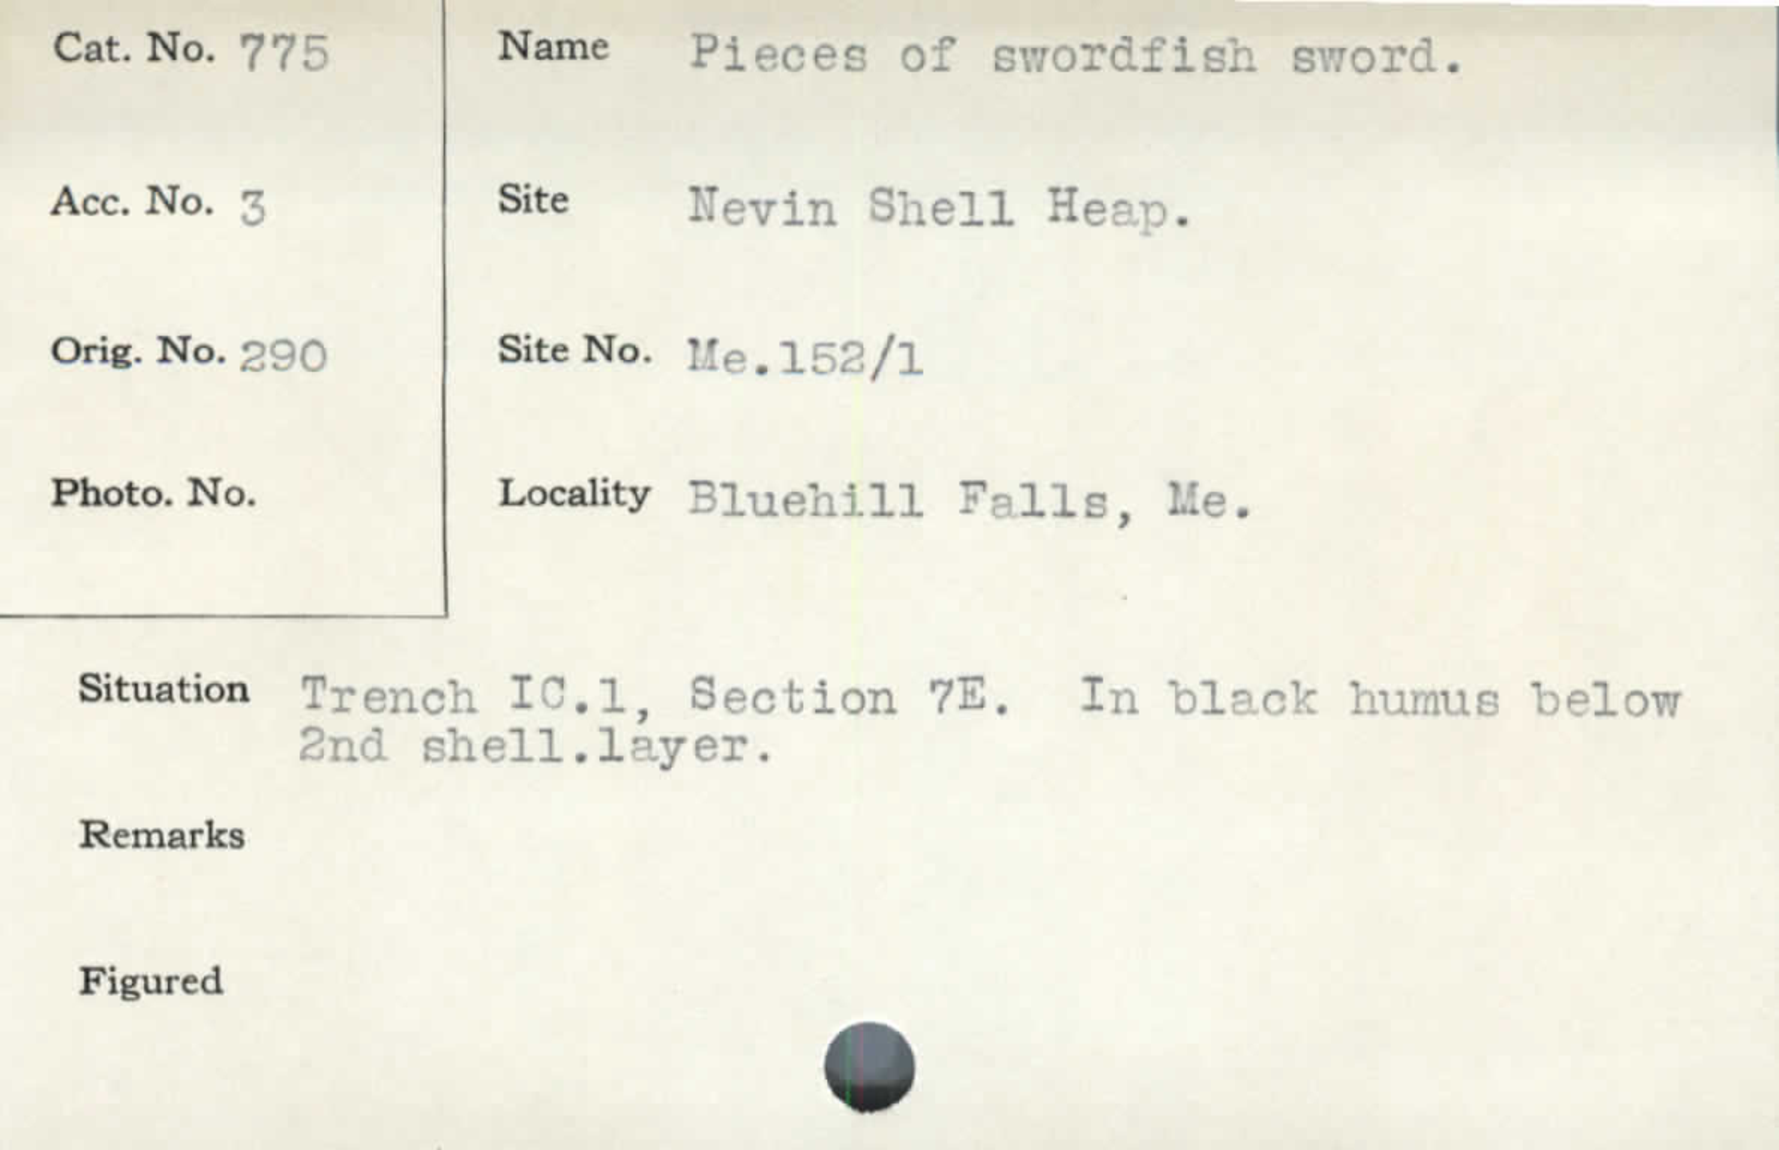 Cat. No. 775
Name Pieces of swordfish sword.
Acc. No. 3
Site Nevin Shell Heap.
Orig. No. 290
Site No. Me.152/1
Photo. No.
Locality Bluehill Falls, Me.
Situation Trench IC.1, Section 7E. In black humus below
2nd shell.layer.
Remarks
Figured